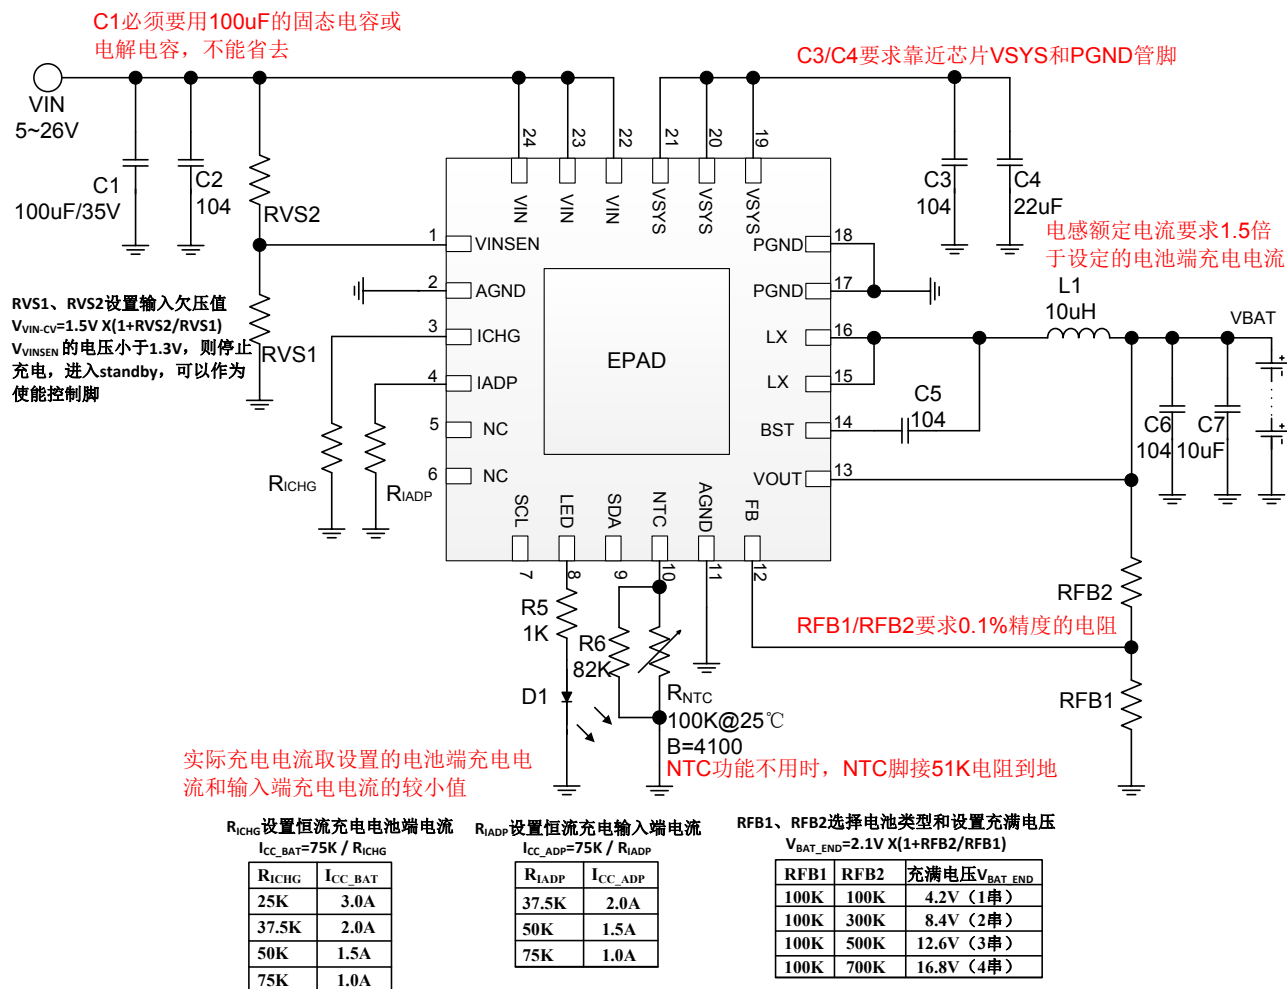 C1必须要用100uF的固态电容或
电解电容，不能省去
C3/C4要求靠近芯片VSYS和PGND管脚
VIN
5~26V
C1
100uF/35V
C2
104
RVS2
24
23
22
21
20
19
VIN
VIN
VIN
VSYS
VSYS
VSYS
C3
104
C4
22uF
1
VINSEN
2
AGND
3
ICHG
4
IADP
5
NC
6
NC
PGND
18
PGND
17
LX
16
LX
15
BST
14
VOUT
13
EPAD
电感额定电流要求1.5倍
于设定的电池端充电电流
L1
10uH
VBAT
RVS1、RVS2设置输入欠压值
VVIN-CV=1.5V X(1+RVS2/RVS1)
VVINSEN 的电压小于1.3V，则停止
充电，进入standby，可以作为
使能控制脚
RVS1
RICHG
RIADP
C5
104
C6
104
C7
10uF
+
-
+
-
SCL
LED
SDA
NTC
AGND
FB
7
8
9
10
11
12
R5
1K
R6
82K
D1
RNTC
100K@25℃
B=4100
RFB2
RFB1/RFB2要求0.1%精度的电阻
RFB1
实际充电电流取设置的电池端充电电
流和输入端充电电流的较小值
NTC功能不用时，NTC脚接51K电阻到地
RICHG设置恒流充电电池端电流
ICC_BAT=75K / RICHG
RICHG ICC_BAT
25K 3.0A
37.5K 2.0A
50K 1.5A
75K 1.0A
RIADP设置恒流充电输入端电流
ICC_ADP=75K / RIADP
RIADP ICC_ADP
37.5K 2.0A
50K 1.5A
75K 1.0A
RFB1、RFB2选择电池类型和设置充满电压
VBAT_END=2.1V X(1+RFB2/RFB1)
RFB1 RFB2 充满电压VBAT_END
100K 100K 4.2V（1串）
100K 300K 8.4V（2串）
100K 500K 12.6V（3串）
100K 700K 16.8V（4串）